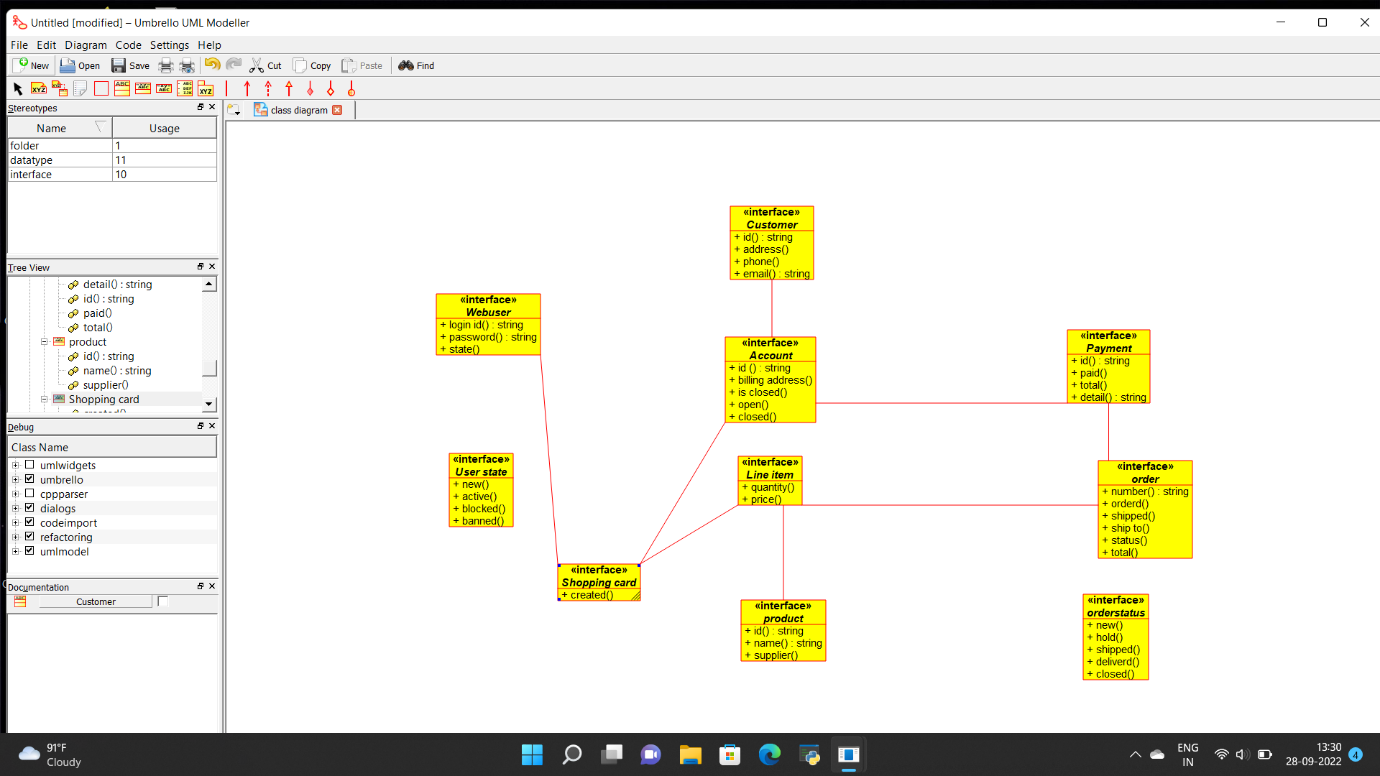 Untitled [modified] – Umbrello UML Modeller
File Edit Diagram Code Settings Help
New Open Save Cut Copy Paste Find
Stereotypes
Name Usage
folder 1
datatype 11
interface 10
Tree View
detail() : string
id() : string
paid()
total()
product
id() : string
name() : string
supplier()
Shopping card
Debug
Class Name
umlwidgets
umbrello
cppparser
dialogs
codeimport
refactoring
umlmodel
Documentation
Customer
class diagram
«interface»
Customer
+ id() : string
+ address()
+ phone()
+ email() : string
«interface»
Webuser
+ login id() : string
+ password() : string
+ state()
«interface»
Account
+ id () : string
+ billing address()
+ is closed()
+ open()
+ closed()
«interface»
Payment
+ id() : string
+ paid()
+ total()
+ detail() : string
«interface»
User state
+ new()
+ active()
+ blocked()
+ banned()
«interface»
Line item
+ quantity()
+ price()
«interface»
order
+ number() : string
+ orderd()
+ shipped()
+ ship to()
+ status()
+ total()
«interface»
Shopping card
+ created()
«interface»
product
+ id() : string
+ name() : string
+ supplier()
«interface»
orderstatus
+ new()
+ hold()
+ shipped()
+ deliverd()
+ closed()
91°F
Cloudy
ENG
IN
13:30
28-09-2022
4